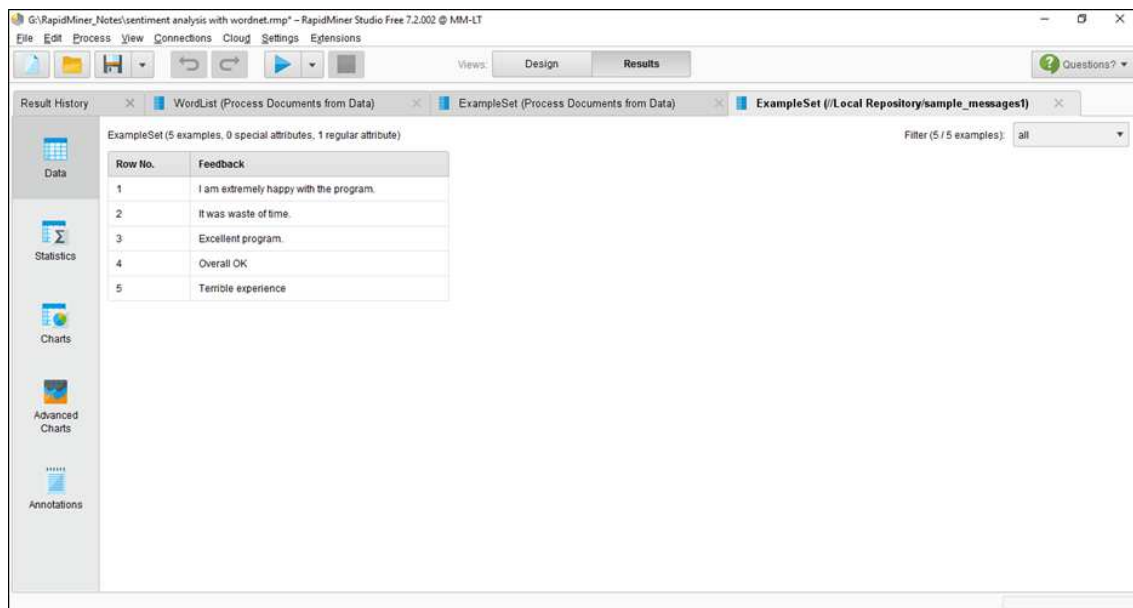 G:\RapidMiner_Notes\sentiment analysis with wordnet.rmp* – RapidMiner Studio Free 7.2.002 @ MM-LT
File Edit Process View Connections Cloud Settings Extensions
Views: Design Results Questions?
Result History WordList (Process Documents from Data) ExampleSet (Process Documents from Data) ExampleSet (//Local Repository/sample_messages1)
ExampleSet (5 examples, 0 special attributes, 1 regular attribute) Filter (5 / 5 examples): all
Data
Row No. Feedback
1 I am extremely happy with the program.
2 It was waste of time.
3 Excellent program.
4 Overall OK
5 Terrible experience
Statistics
Charts
Advanced
Charts
Annotations